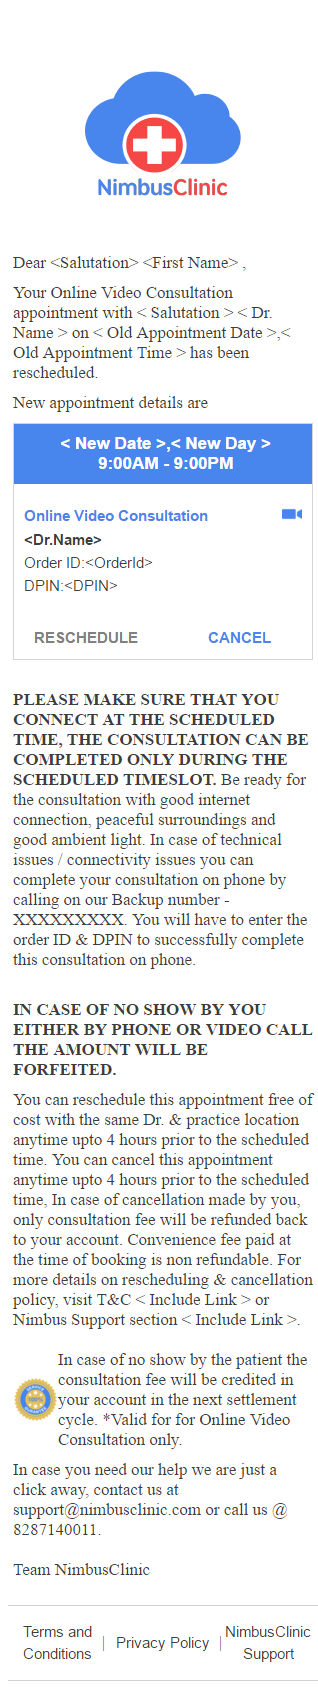 NimbusClinic
Dear <Salutation> <First Name> ,
Your Online Video Consultation
appointment with < Salutation > < Dr.
Name > on < Old Appointment Date >,<
Old Appointment Time > has been
rescheduled.
New appointment details are
< New Date >,< New Day >
9:00AM - 9:00PM
Online Video Consultation
<Dr.Name>
Order ID:<OrderId>
DPIN:<DPIN>
RESCHEDULE CANCEL
PLEASE MAKE SURE THAT YOU
CONNECT AT THE SCHEDULED
TIME, THE CONSULTATION CAN BE
COMPLETED ONLY DURING THE
SCHEDULED TIMESLOT. Be ready for
the consultation with good internet
connection, peaceful surroundings and
good ambient light. In case of technical
issues / connectivity issues you can
complete your consultation on phone by
calling on our Backup number -
XXXXXXXXX. You will have to enter the
order ID & DPIN to successfully complete
this consultation on phone.
IN CASE OF NO SHOW BY YOU
EITHER BY PHONE OR VIDEO CALL
THE AMOUNT WILL BE
FORFEITED.
You can reschedule this appointment free of
cost with the same Dr. & practice location
anytime upto 4 hours prior to the scheduled
time. You can cancel this appointment
anytime upto 4 hours prior to the scheduled
time, In case of cancellation made by you,
only consultation fee will be refunded back
to your account. Convenience fee paid at
the time of booking is non refundable. For
more details on rescheduling & cancellation
policy, visit T&C < Include Link > or
Nimbus Support section < Include Link >.
In case of no show by the patient the
consultation fee will be credited in
your account in the next settlement
cycle. *Valid for for Online Video
Consultation only.
In case you need our help we are just a
click away, contact us at
support@nimbusclinic.com or call us @
8287140011.
Team NimbusClinic
Terms and Conditions | Privacy Policy | NimbusClinic Support